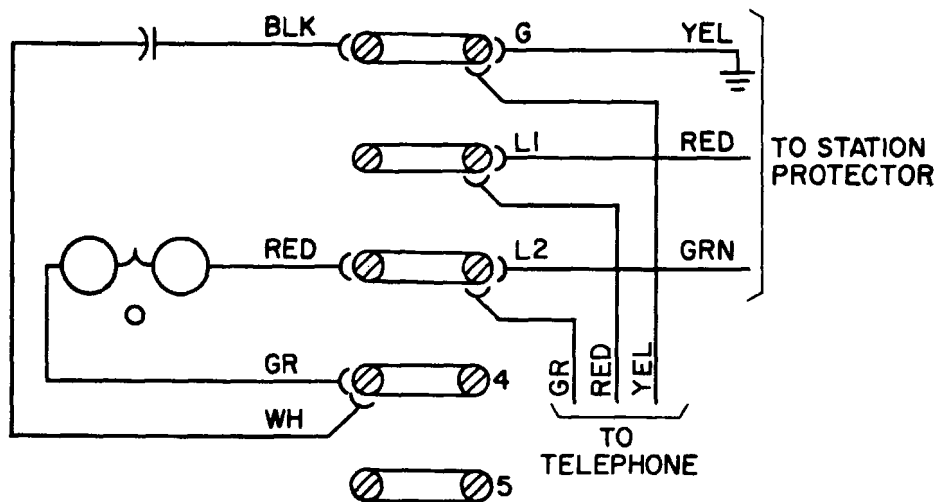 BLK G YEL
L1 RED
TO STATION
PROTECTOR
RED L2 GRN
GR 4
WH
GR RED YEL
TO
TELEPHONE
5